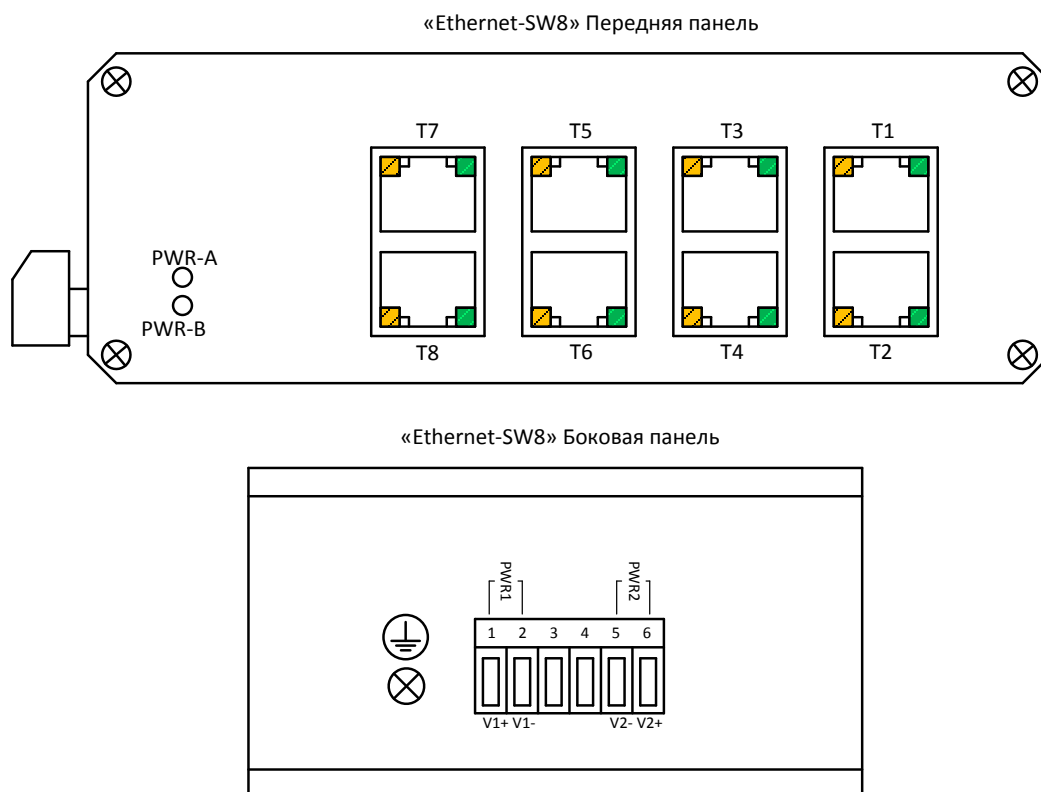 «Ethernet-SW8» Передняя панель
T7 T5 T3 T1
PWR-A
PWR-B
T8 T6 T4 T2
«Ethernet-SW8» Боковая панель
PWR1 PWR2
1 2 3 4 5 6
V1+ V1- V2- V2+